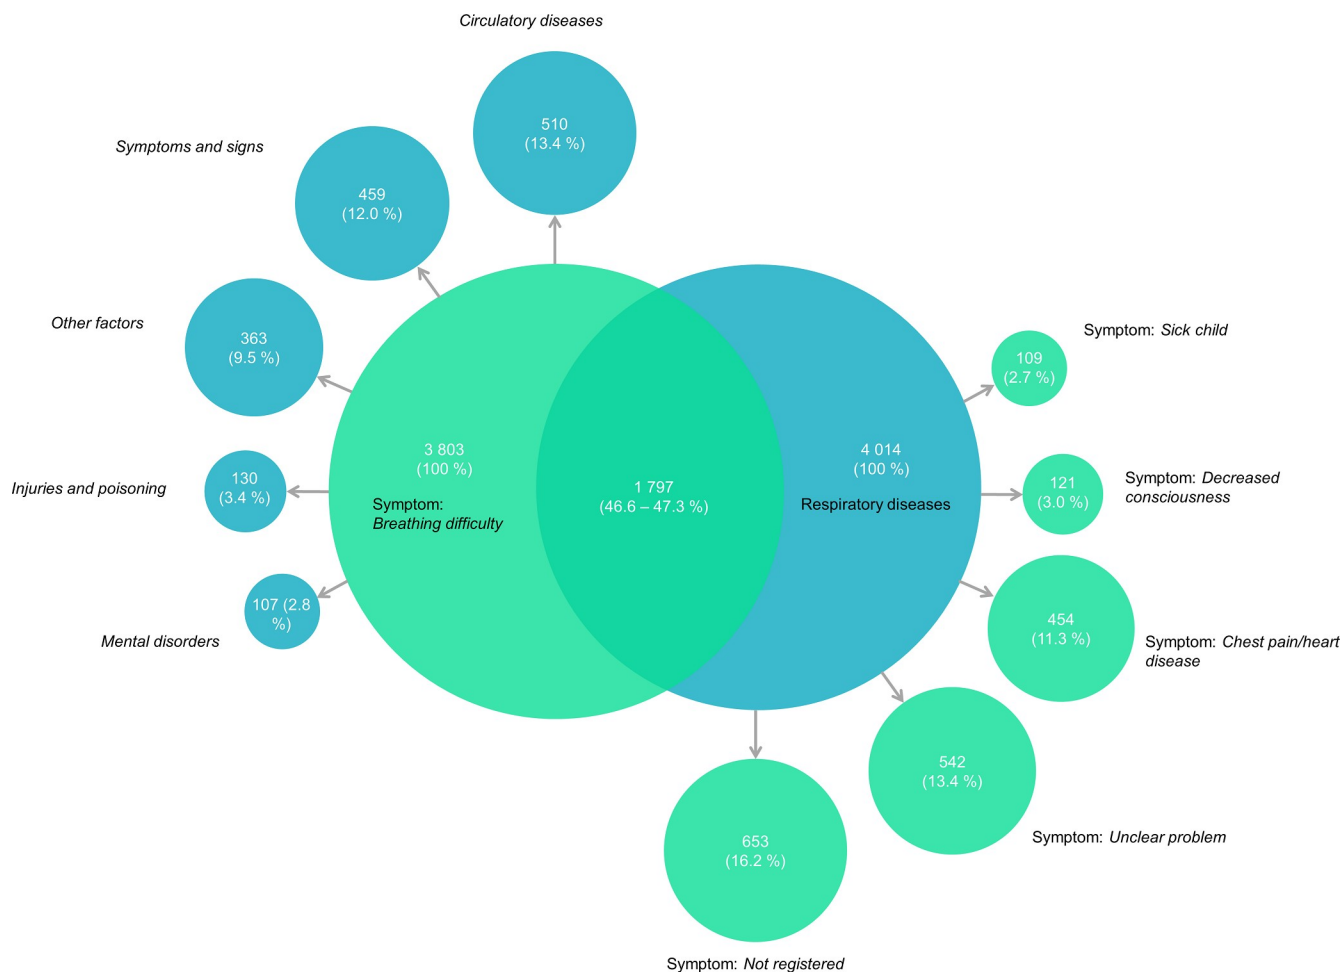 Circulatory diseases
510
(13.4 %)
Symptoms and signs
459
(12.0 %)
Other factors
363
(9.5 %)
Injuries and poisoning
130
(3.4 %)
Mental disorders
107 (2.8
%)
3 803
(100 %)
Symptom:
Breathing difficulty
1 797
(46.6 – 47.3 %)
4 014
(100 %)
Respiratory diseases
Symptom: Sick child
109
(2.7 %)
Symptom: Decreased
consciousness
121
(3.0 %)
454
(11.3 %)
Symptom: Chest pain/heart
disease
542
(13.4 %)
Symptom: Unclear problem
653
(16.2 %)
Symptom: Not registered